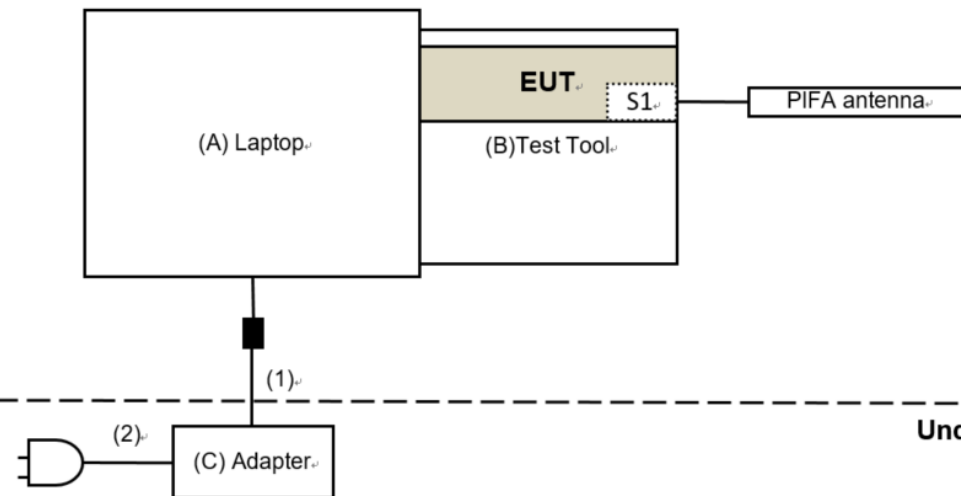 EUT
S1
PIFA antenna
(A) Laptop
(B)Test Tool
(1)
(2)
(C) Adapter